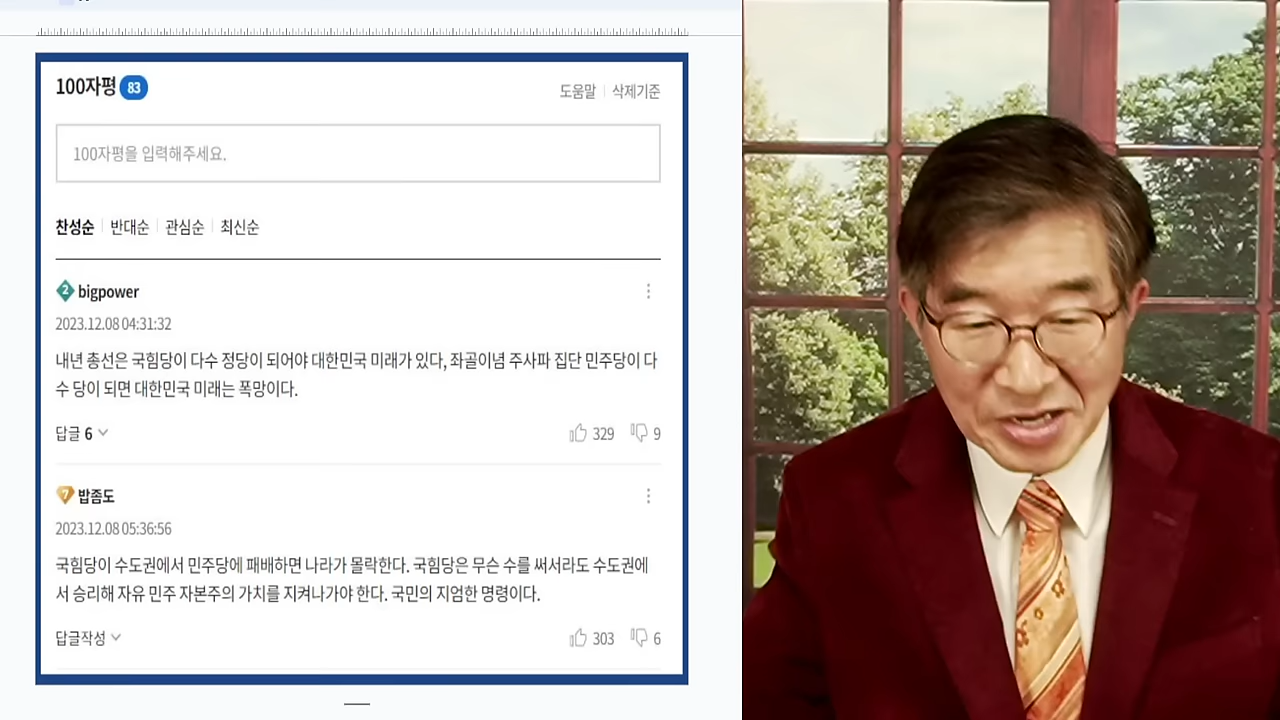 100자평 83
도움말 삭제기준
100자평을 입력해주세요.
찬성순 반대순 관심순 최신순
2 bigpower
2023.12.08 04:31:32
내년 총선은 국힘당이 다수 정당이 되어야 대한민국 미래가 있다, 좌골이념 주사파 집단 민주당이 다
수 당이 되면 대한민국 미래는 폭망이다.
답글 6
329 9
7 밥좀도
2023.12.08 05:36:56
국힘당이 수도권에서 민주당에 패배하면 나라가 몰락한다. 국힘당은 무슨 수를 써서라도 수도권에
서 승리해 자유 민주 자본주의 가치를 지켜나가야 한다. 국민의 지엄한 명령이다.
답글작성
303 6